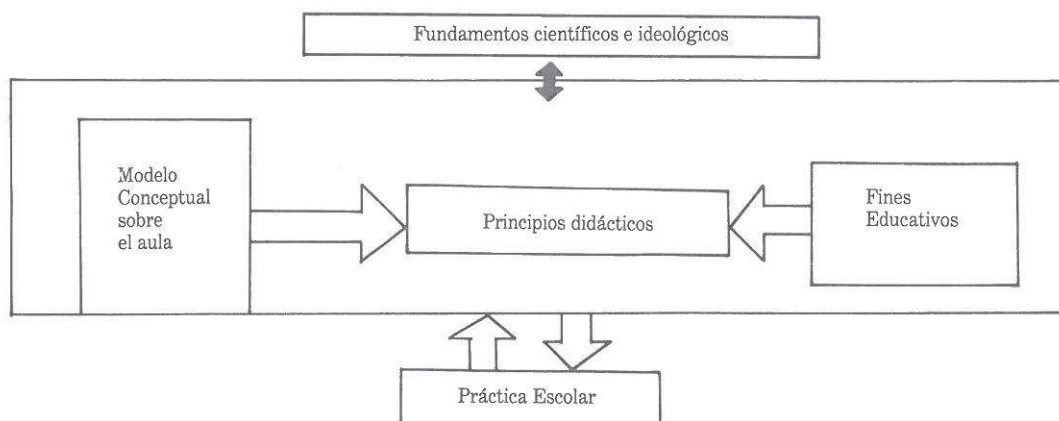 Fundamentos científicos e ideológicos
Modelo
Conceptual
sobre
el aula
Principios didácticos
Fines
Educativos
Práctica Escolar